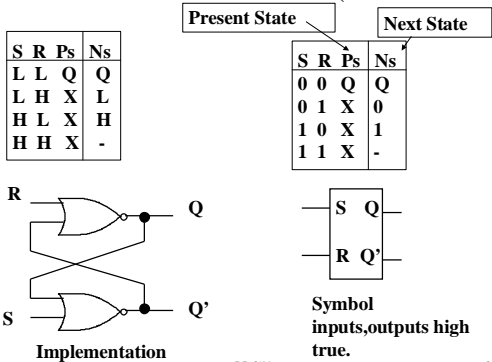 Present State
Next State
S R Ps Ns
L L Q Q
L H X L
H L X H
H H X -
S R Ps Ns
0 0 Q Q
0 1 X 0
1 0 X 1
1 1 X -
R
Q
S
Q'
Implementation
S Q
R Q'
Symbol
inputs,outputs high
true.